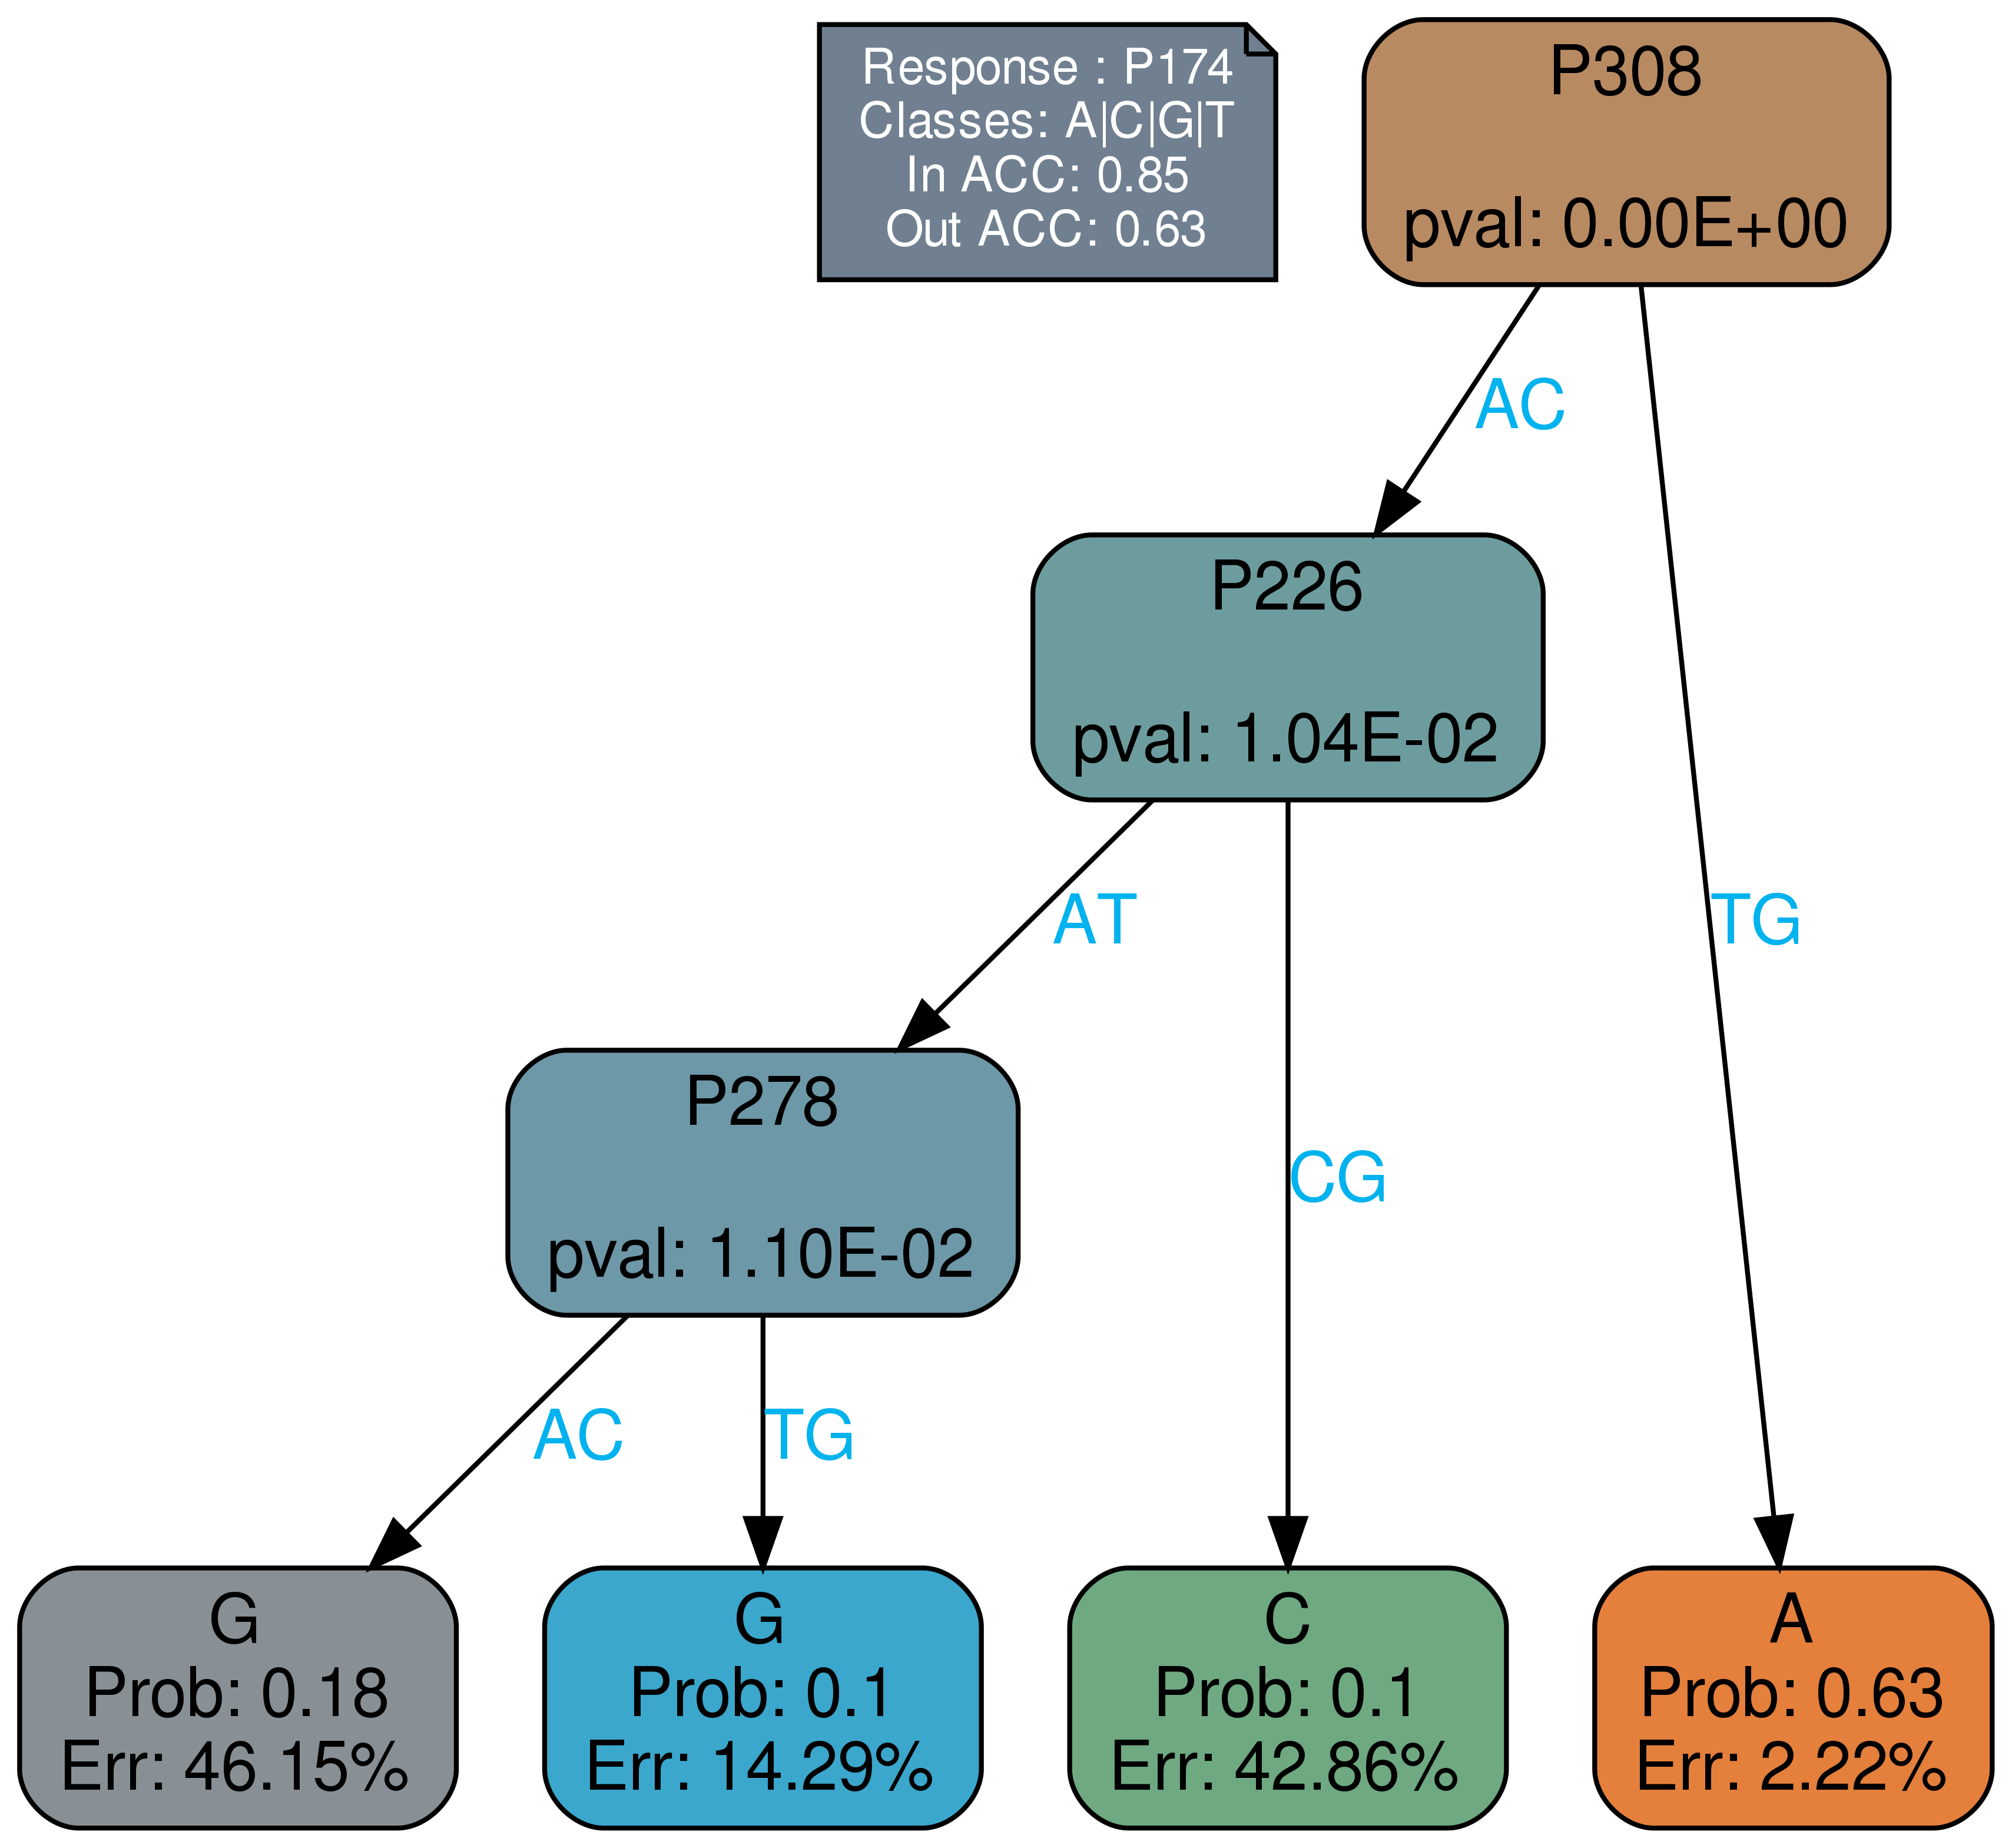 Response : P174
Classes: A|C|G|T
In ACC: 0.85
Out ACC: 0.63
P308
pval: 0.00E+00
AC
P226
pval: 1.04E-02
AT
TG
P278
pval: 1.10E-02
CG
AC
TG
G
Prob: 0.18
Err: 46.15%
G
Prob: 0.1
Err: 14.29%
C
Prob: 0.1
Err: 42.86%
A
Prob: 0.63
Err: 2.22%